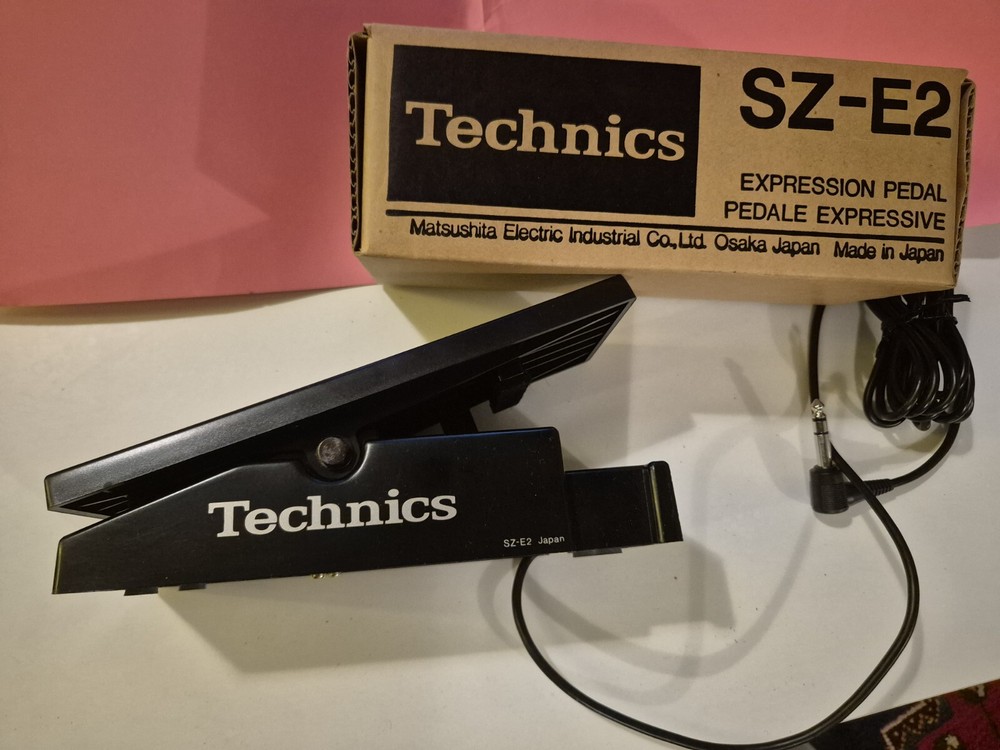 Technics
SZ-E2
EXPRESSION PEDAL
PEDALE EXPRESSIVE
Matsushita Electric Industrial Co.,Ltd. Osaka Japan Made in Japan
Technics
SZ-E2 Japan